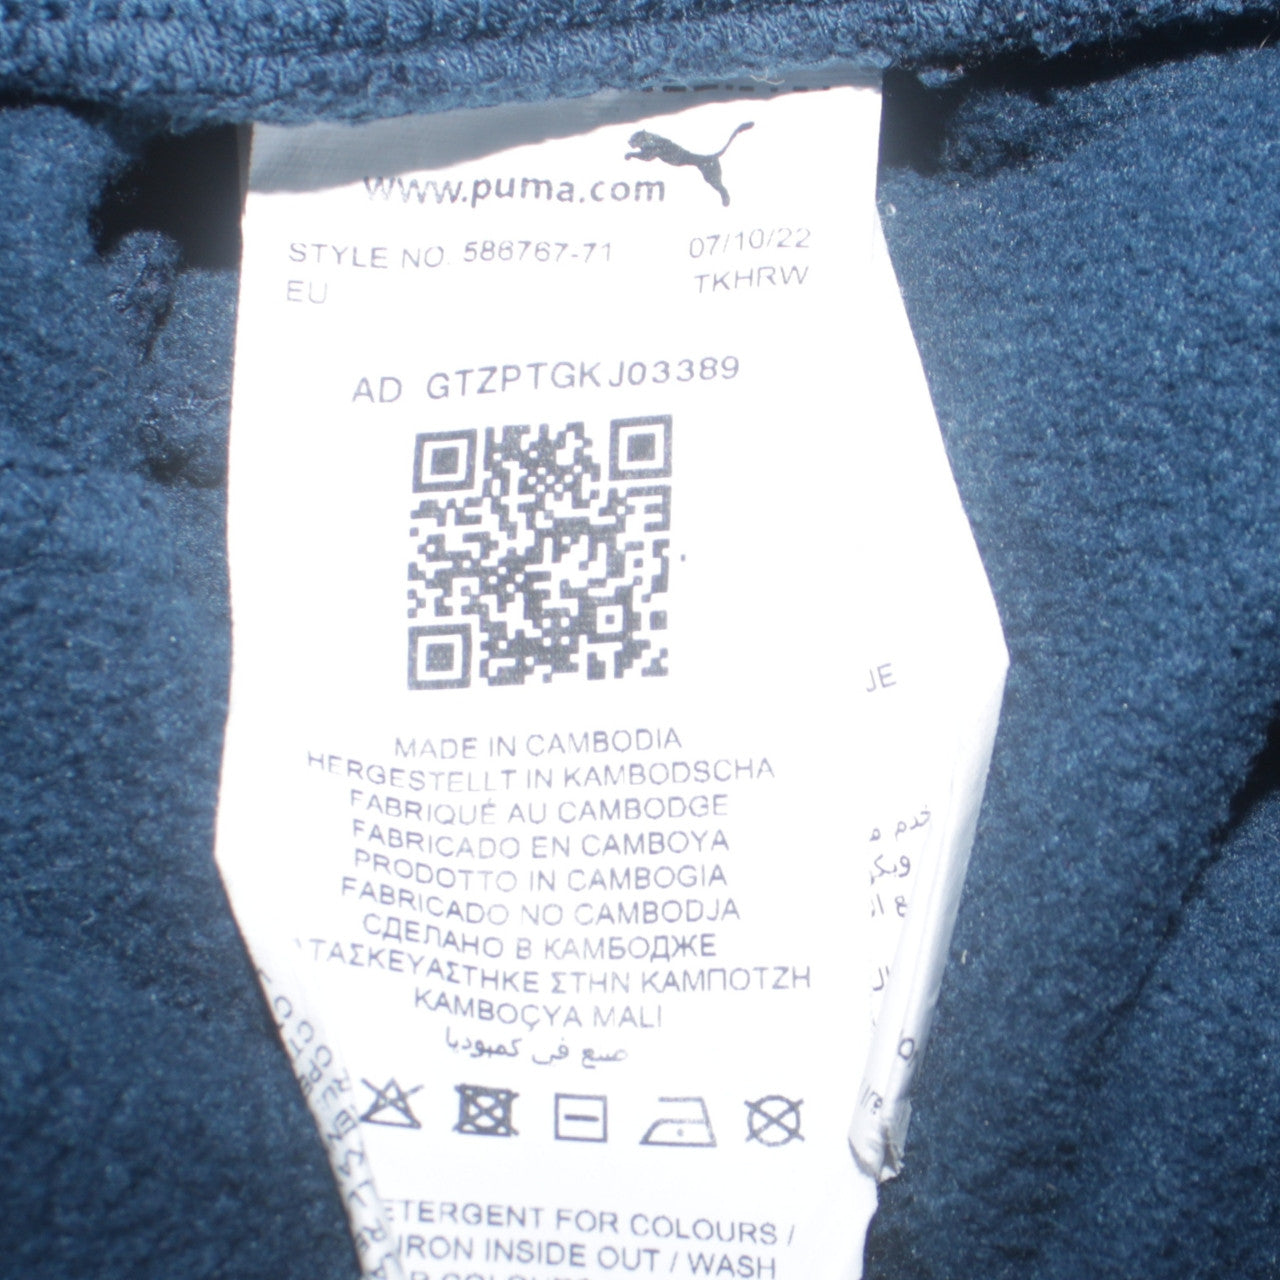 www.puma.com
STYLE NO. 586767-71 07/10/22
EU TKHRW
AD GTZPTGKJ03389
MADE IN CAMBODIA
HERGESTELLT IN KAMBODSCHA
FABRIQUÉ AU CAMBODGE
FABRICADO EN CAMBOYA
PRODOTTO IN CAMBOGIA
FABRICADO NO CAMBODJA
СДЕЛАНО В КАМБОДЖЕ
ΤΑΣΚΕΥΑΣΤΗΚΕ ΣΤΗΝ ΚΑΜΠΟΤΖΗ
KAMBOÇYA MALI
صنع في كمبوديا
ETERGENT FOR COLOURS /
IRON INSIDE OUT / WASH